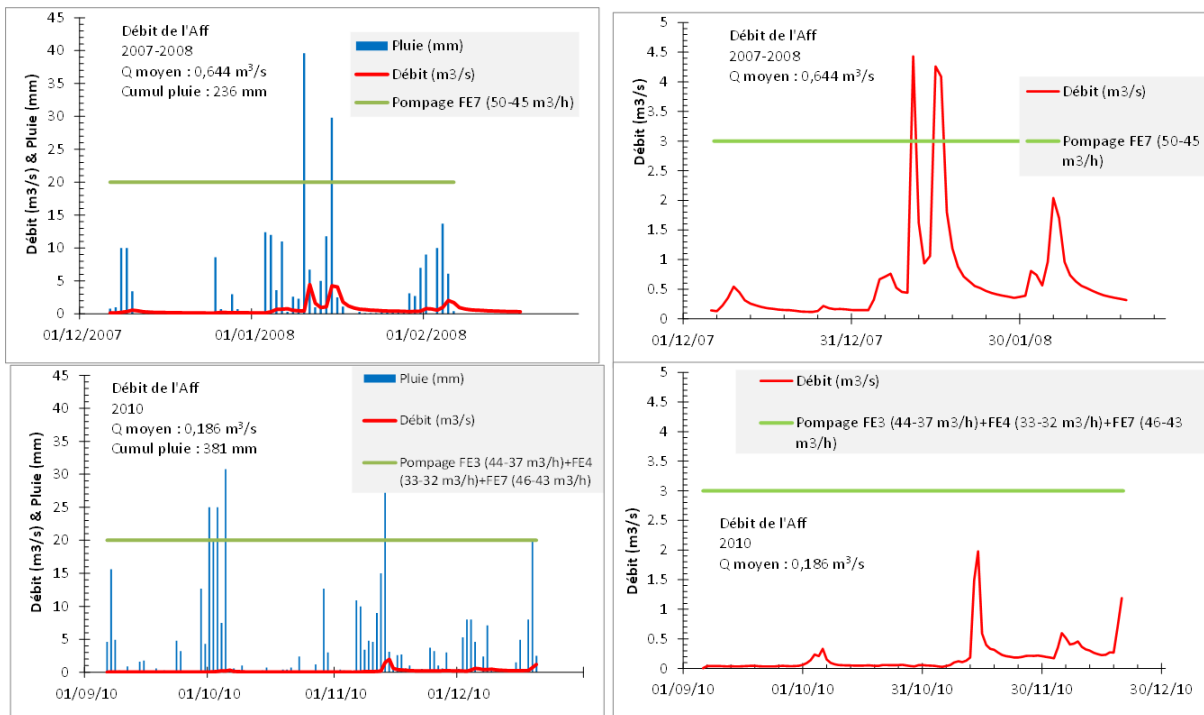 Débit de l'Aff
2007-2008
Q moyen : 0,644 m³/s
Cumul pluie : 236 mm
Pluie (mm)
Débit (m3/s)
Pompage FE7 (50-45 m3/h)
Débit (m3/s) & Pluie (mm)
45
40
35
30
25
20
15
10
5
0
01/12/2007
01/01/2008
01/02/2008
Débit de l'Aff
2007-2008
Q moyen : 0,644 m³/s
Débit (m3/s)
Pompage FE7 (50-45
m3/h)
Débit (m3/s)
5
4.5
4
3.5
3
2.5
2
1.5
1
0.5
0
01/12/07
31/12/07
30/01/08
Débit de l'Aff
2010
Q moyen : 0,186 m³/s
Cumul pluie : 381 mm
Pluie (mm)
Débit (m3/s)
Pompage FE3 (44-37 m3/h)+FE4
(33-32 m3/h)+FE7 (46-43 m3/h)
Débit (m3/s) & Pluie (mm)
45
40
35
30
25
20
15
10
5
0
01/09/10
01/10/10
01/11/10
01/12/10
Débit (m3/s)
Pompage FE3 (44-37 m3/h)+FE4 (33-32 m3/h)+FE7 (46-43
m3/h)
Débit de l'Aff
2010
Q moyen : 0,186 m³/s
Débit (m3/s)
5
4.5
4
3.5
3
2.5
2
1.5
1
0.5
0
01/09/10
01/10/10
31/10/10
30/11/10
30/12/10